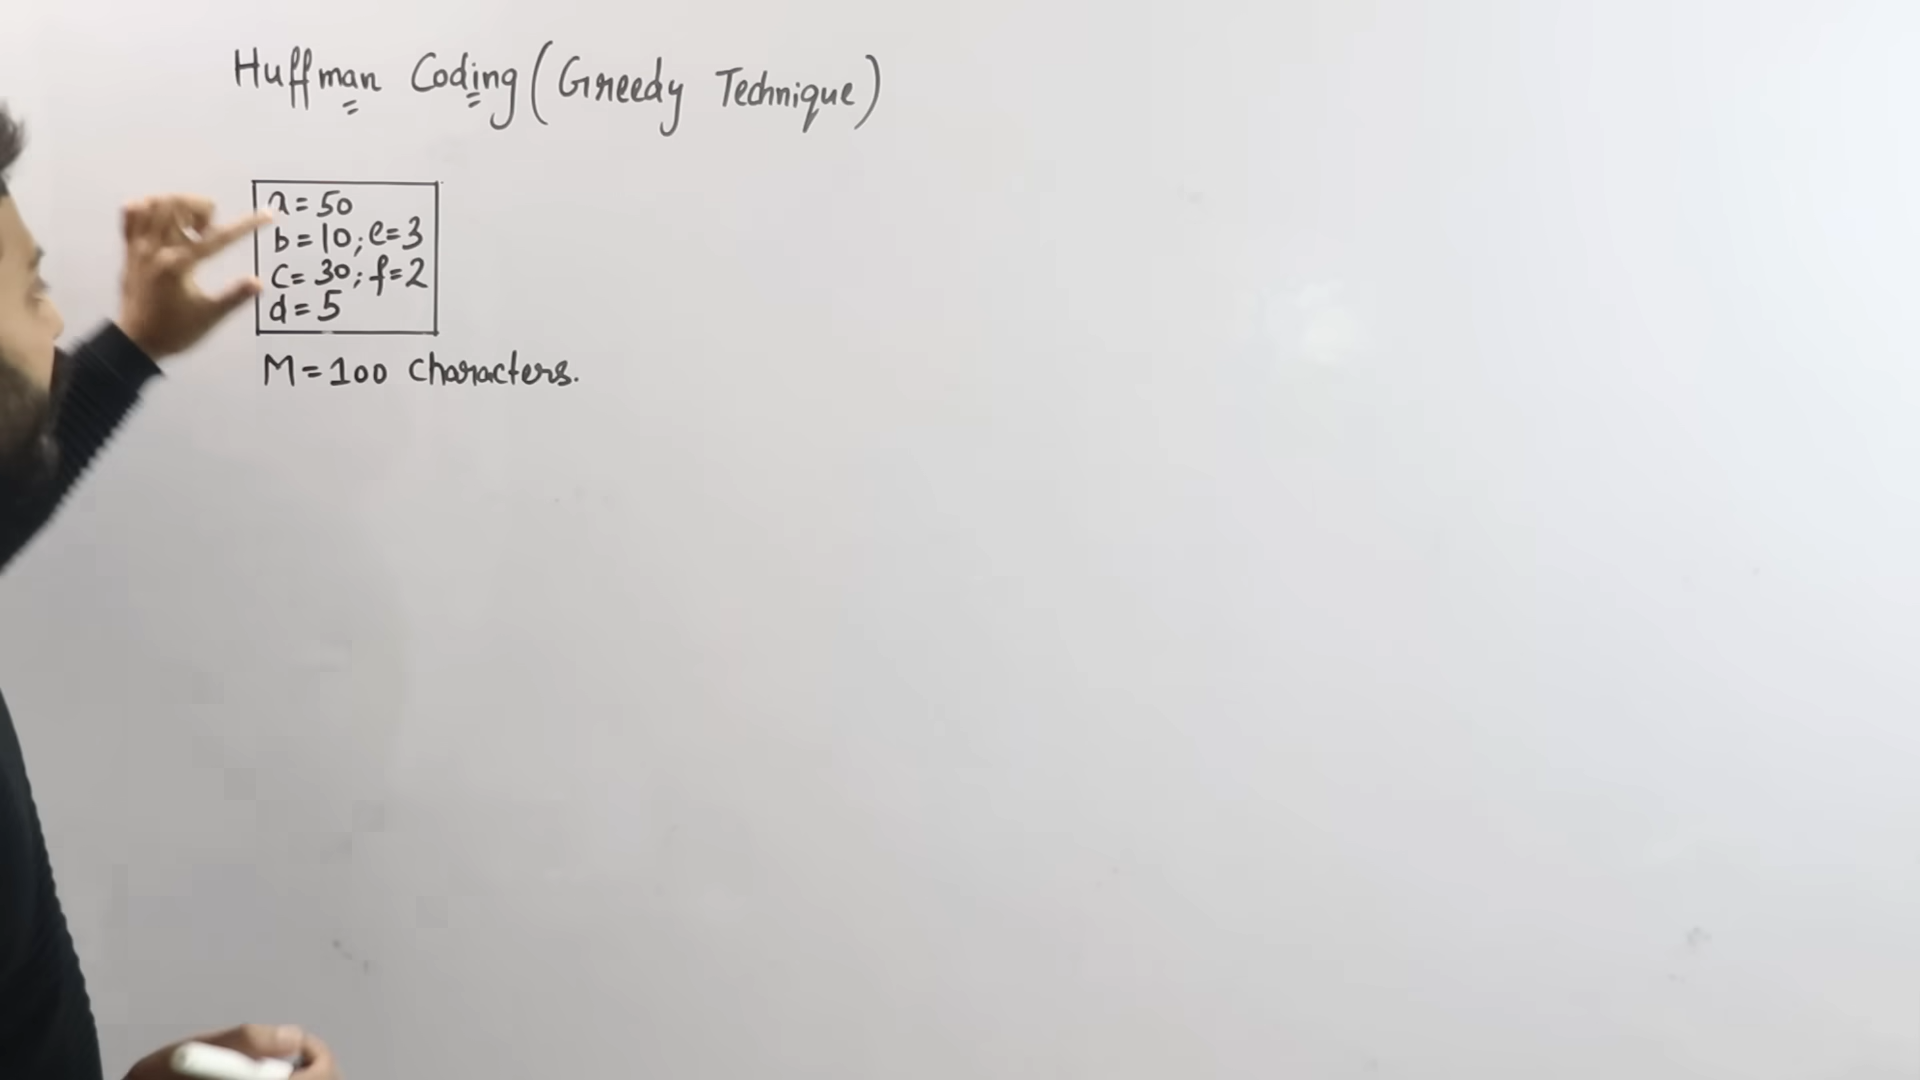 Huffman Coding (Greedy Technique)
a = 50
b = 10; e = 3
c = 30; f = 2
d = 5
M = 100 characters.